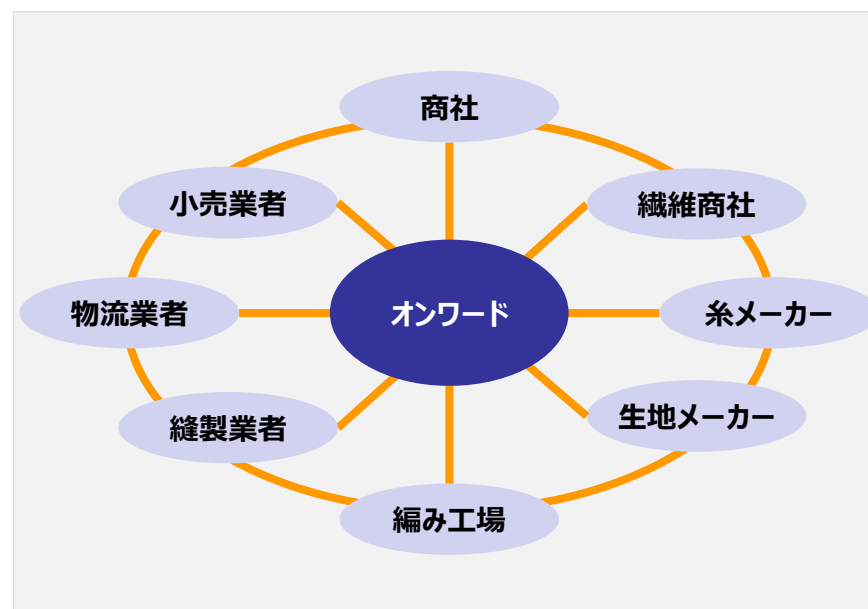 商社
小売業者
繊維商社
物流業者
オンワード
糸メーカー
縫製業者
生地メーカー
編み工場